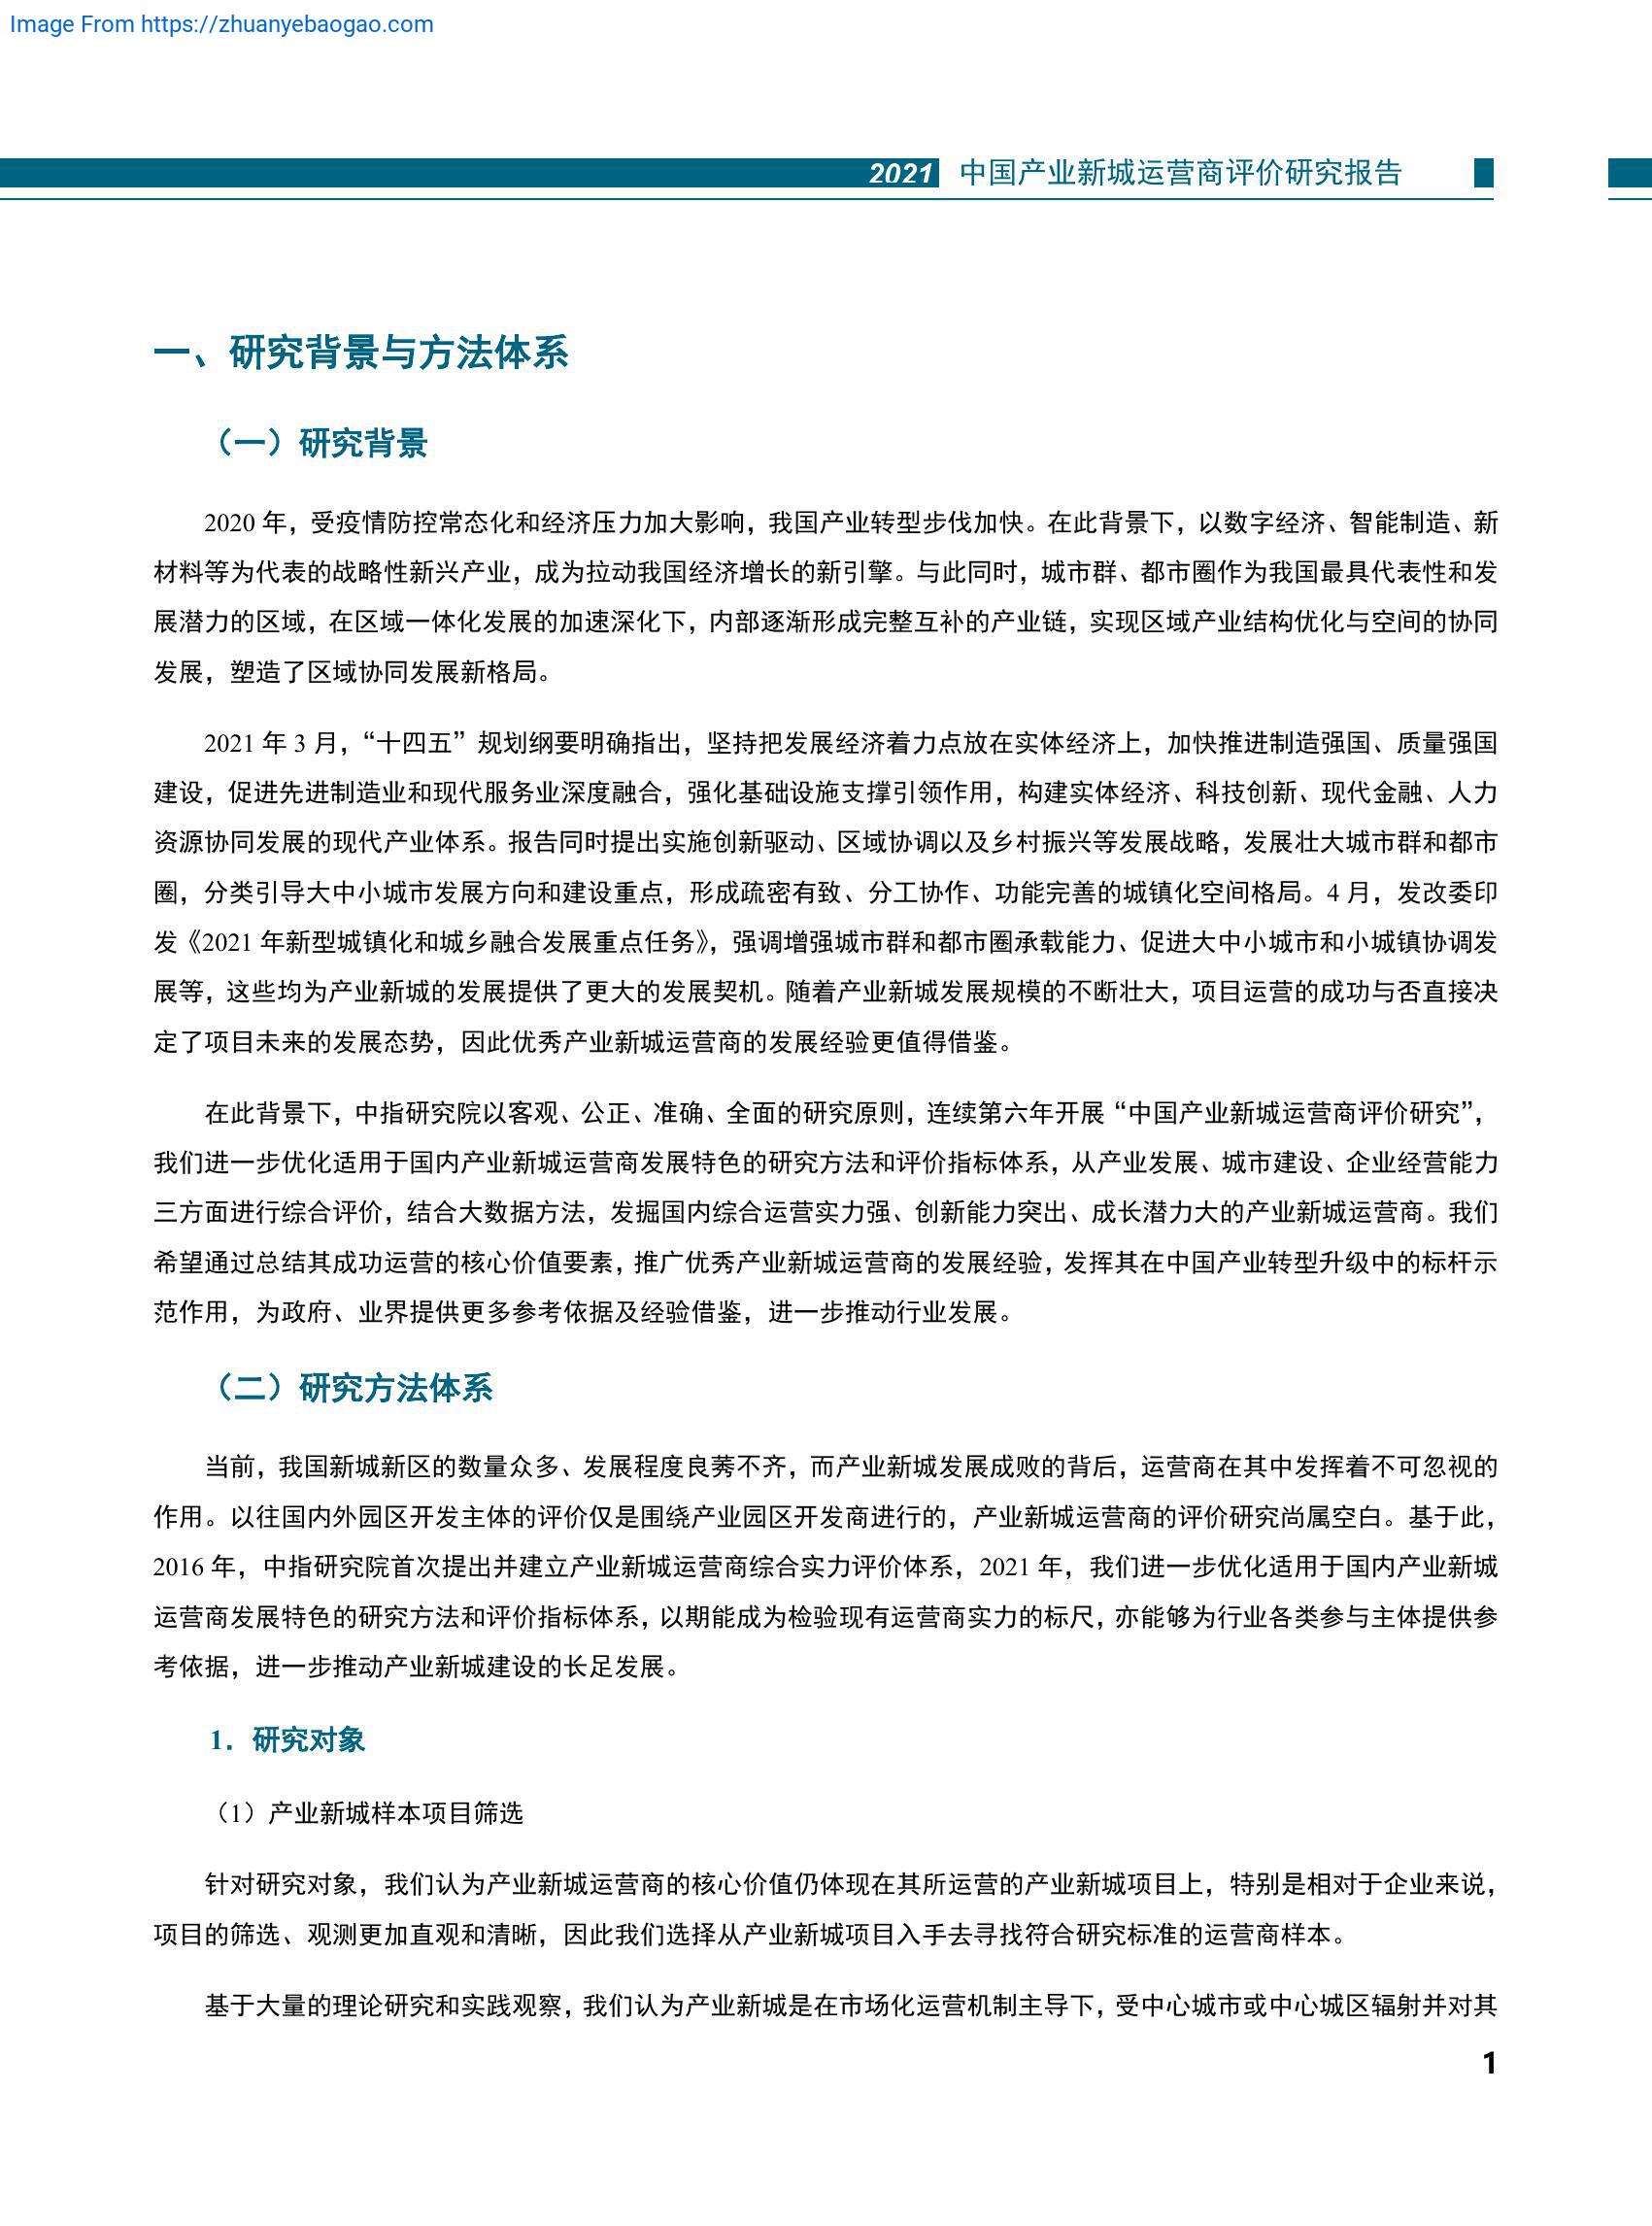 Image From https://zhuanyebaogao.com
2021 中国产业新城运营商评价研究报告
一、研究背景与方法体系
（一）研究背景
2020 年，受疫情防控常态化和经济压力加大影响，我国产业转型步伐加快。在此背景下，以数字经济、智能制造、新
材料等为代表的战略性新兴产业，成为拉动我国经济增长的新引擎。与此同时，城市群、都市圈作为我国最具代表性和发
展潜力的区域，在区域一体化发展的加速深化下，内部逐渐形成完整互补的产业链，实现区域产业结构优化与空间的协同
发展，塑造了区域协同发展新格局。
2021 年 3 月，“十四五”规划纲要明确指出，坚持把发展经济着力点放在实体经济上，加快推进制造强国、质量强国
建设，促进先进制造业和现代服务业深度融合，强化基础设施支撑引领作用，构建实体经济、科技创新、现代金融、人力
资源协同发展的现代产业体系。报告同时提出实施创新驱动、区域协调以及乡村振兴等发展战略，发展壮大城市群和都市
圈，分类引导大中小城市发展方向和建设重点，形成疏密有致、分工协作、功能完善的城镇化空间格局。4 月，发改委印
发《2021 年新型城镇化和城乡融合发展重点任务》，强调增强城市群和都市圈承载能力、促进大中小城市和小城镇协调发
展等，这些均为产业新城的发展提供了更大的发展契机。随着产业新城发展规模的不断壮大，项目运营的成功与否直接决
定了项目未来的发展态势，因此优秀产业新城运营商的发展经验更值得借鉴。
在此背景下，中指研究院以客观、公正、准确、全面的研究原则，连续第六年开展“中国产业新城运营商评价研究”，
我们进一步优化适用于国内产业新城运营商发展特色的研究方法和评价指标体系，从产业发展、城市建设、企业经营能力
三方面进行综合评价，结合大数据方法，发掘国内综合运营实力强、创新能力突出、成长潜力大的产业新城运营商。我们
希望通过总结其成功运营的核心价值要素，推广优秀产业新城运营商的发展经验，发挥其在中国产业转型升级中的标杆示
范作用，为政府、业界提供更多参考依据及经验借鉴，进一步推动行业发展。
（二）研究方法体系
当前，我国新城新区的数量众多、发展程度良莠不齐，而产业新城发展成败的背后，运营商在其中发挥着不可忽视的
作用。以往国内外园区开发主体的评价仅是围绕产业园区开发商进行的，产业新城运营商的评价研究尚属空白。基于此，
2016 年，中指研究院首次提出并建立产业新城运营商综合实力评价体系，2021 年，我们进一步优化适用于国内产业新城
运营商发展特色的研究方法和评价指标体系，以期能成为检验现有运营商实力的标尺，亦能够为行业各类参与主体提供参
考依据，进一步推动产业新城建设的长足发展。
1．研究对象
（1）产业新城样本项目筛选
针对研究对象，我们认为产业新城运营商的核心价值仍体现在其所运营的产业新城项目上，特别是相对于企业来说，
项目的筛选、观测更加直观和清晰，因此我们选择从产业新城项目入手去寻找符合研究标准的运营商样本。
基于大量的理论研究和实践观察，我们认为产业新城是在市场化运营机制主导下，受中心城市或中心城区辐射并对其
1